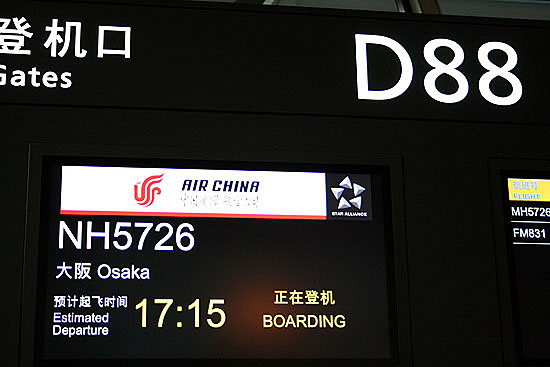 登机口
Gates
D88
AIR CHINA
STAR ALLIANCE
NH5726
大阪 Osaka
预计起飞时间
Estimated
Departure
17:15
正在登机
BOARDING
FLIGHT
MH5726
FM831